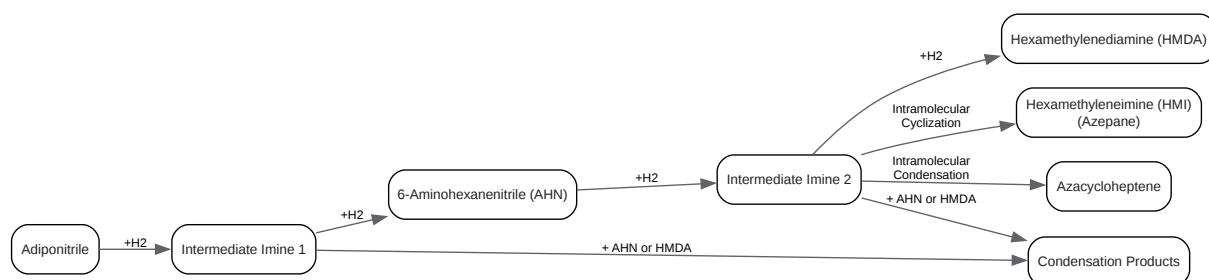 Adiponitrile
+H2
Intermediate Imine 1
+H2
6-Aminohexanenitrile (AHN)
+H2
Intermediate Imine 2
+H2
Hexamethylenediamine (HMDA)
Intramolecular
Cyclization
Hexamethyleneimine (HMI)
(Azepane)
Intramolecular
Condensation
Azacycloheptene
+ AHN or HMDA
+ AHN or HMDA
Condensation Products